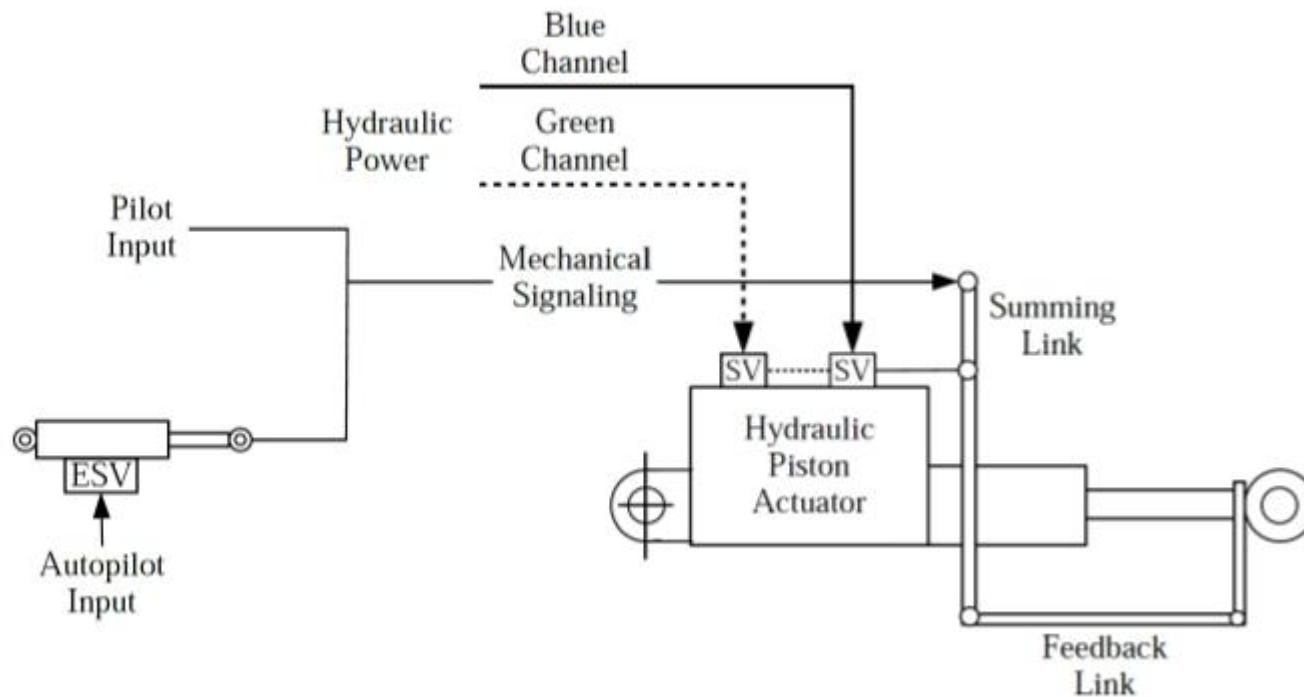 Blue
Channel
Hydraulic
Power
Green
Channel
Pilot
Input
Mechanical
Signaling
Summing
Link
SV
SV
Hydraulic
Piston
Actuator
ESV
Autopilot
Input
Feedback
Link